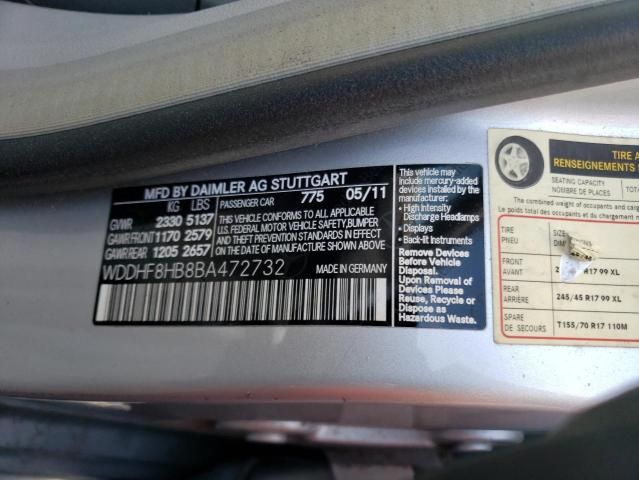 MFD BY DAIMLER AG STUTTGART
KG LBS
GVWR 2330 5137
GAWR FRONT 1170 2579
GAWR REAR 1205 2657
PASSENGER CAR 775 05/11
THIS VEHICLE CONFORMS TO ALL APPLICABLE
U.S. FEDERAL MOTOR VEHICLE SAFETY, BUMPER
AND THEFT PREVENTION STANDARDS IN EFFECT
ON THE DATE OF MANUFACTURE SHOWN ABOVE
WDDHF8HB8BA472732
MADE IN GERMANY
This vehicle may
include mercury-added
devices installed by
the manufacturer:
• High Intensity
Discharge Headlamps
• Displays
• Back-lit Instruments
Remove Devices
Before Vehicle
Disposal.
Upon Removal of
Devices Please
Reuse, Recycle or
Dispose as
Hazardous Waste.
TIRE A
RENSEIGNEMENTS
SEATING CAPACITY
NOMBRE DE PLACES
The combined weight of occupants and carg
Le poids total des occupants et du charg
TIRE
PNEU
SIZE
FRONT
AVANT
R17 99 XL
REAR
ARRIÈRE
245/45 R17 99 XL
SPARE
DE SECOURS
T155/70 R17 110M